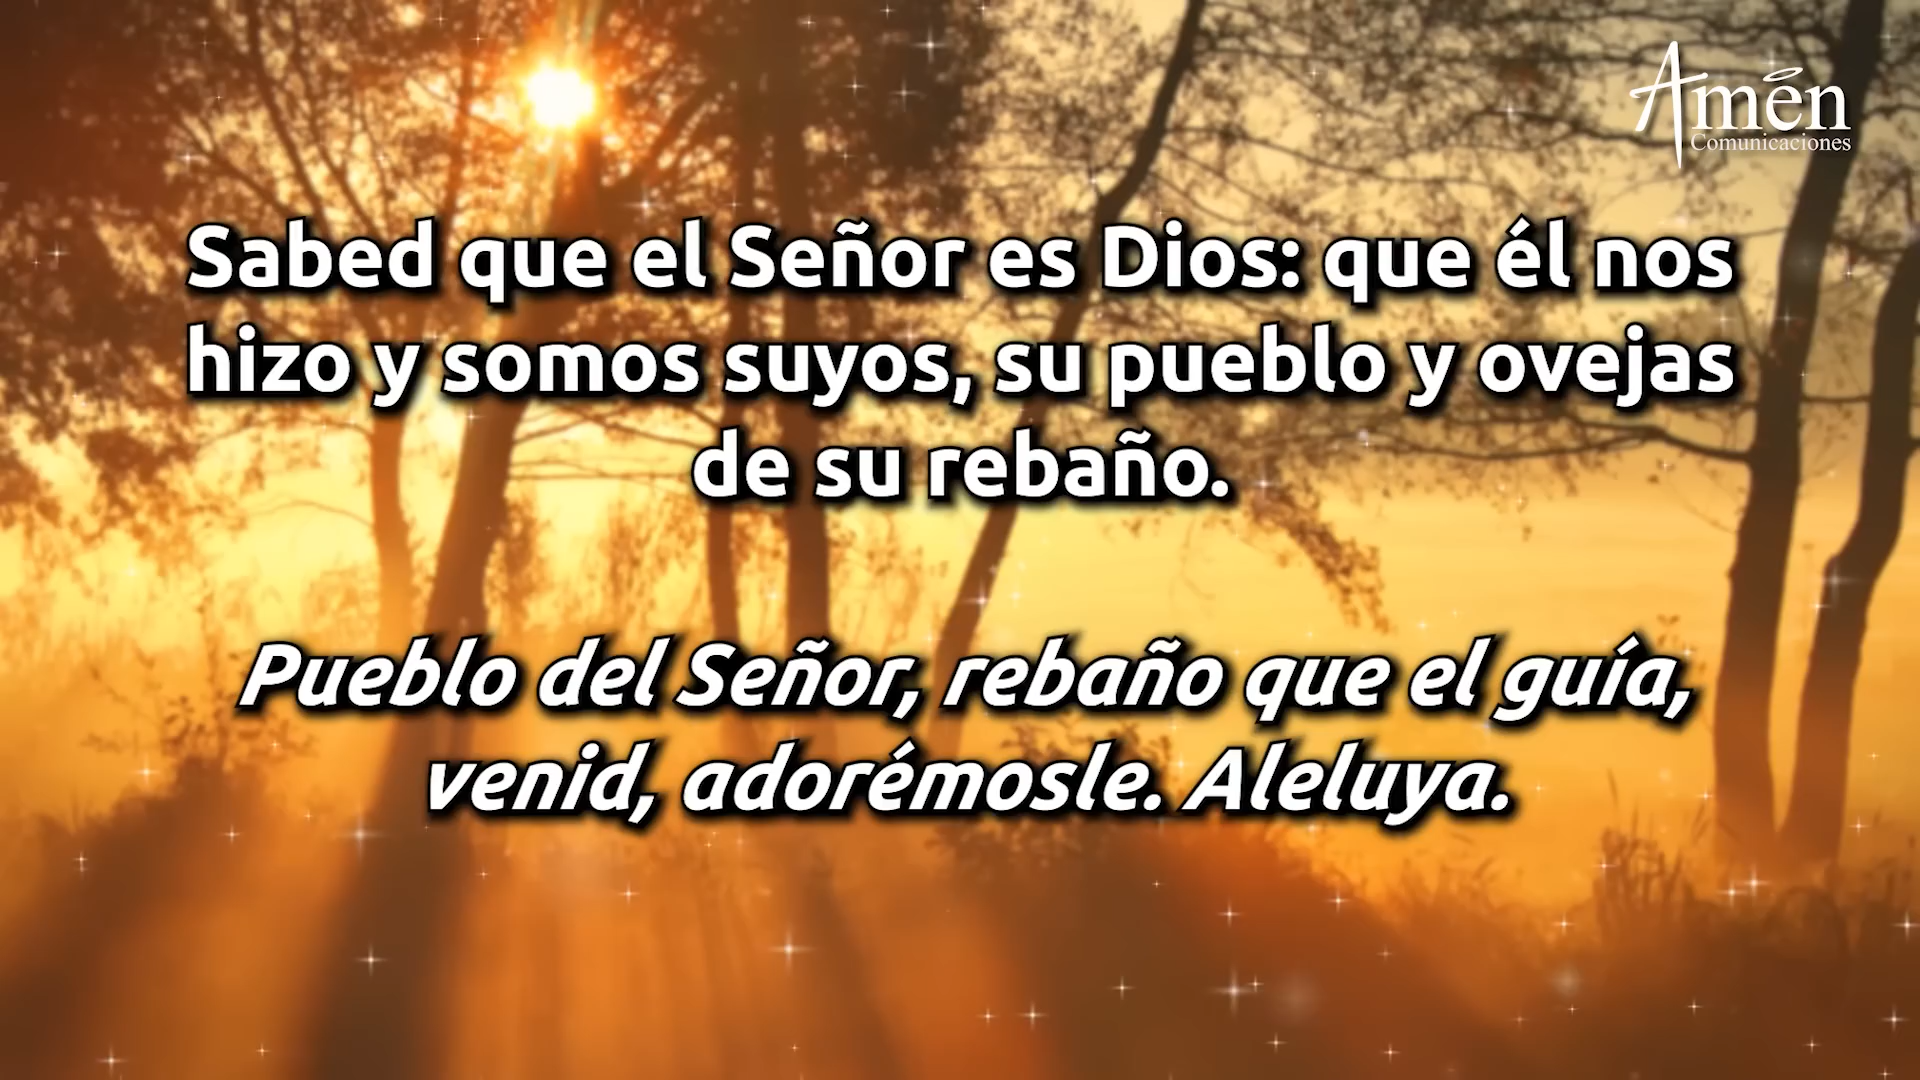 Amén
Comunicaciones
Sabed que el Señor es Dios: que él nos
hizo y somos suyos, su pueblo y ovejas
de su rebaño.
Pueblo del Señor, rebaño que el guía,
venid, adorémosle. Aleluya.